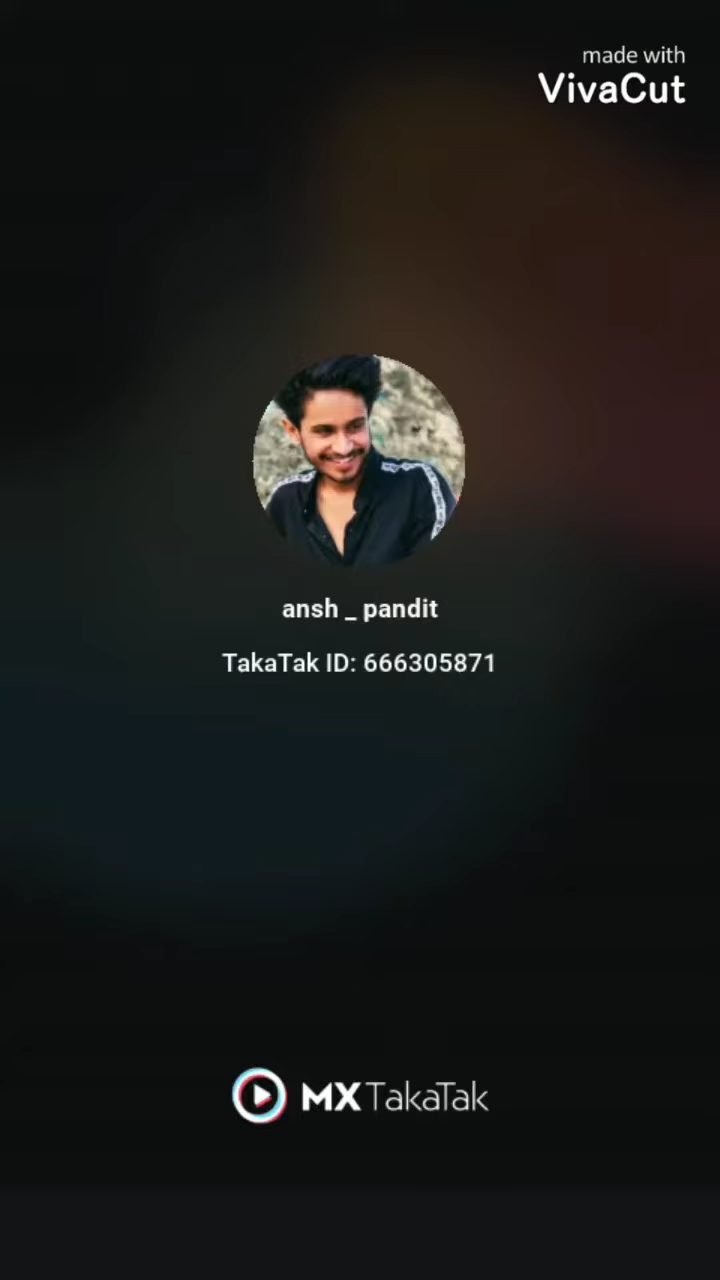 made with
VivaCut
ansh _ pandit
TakaTak ID: 666305871
MX TakaTak